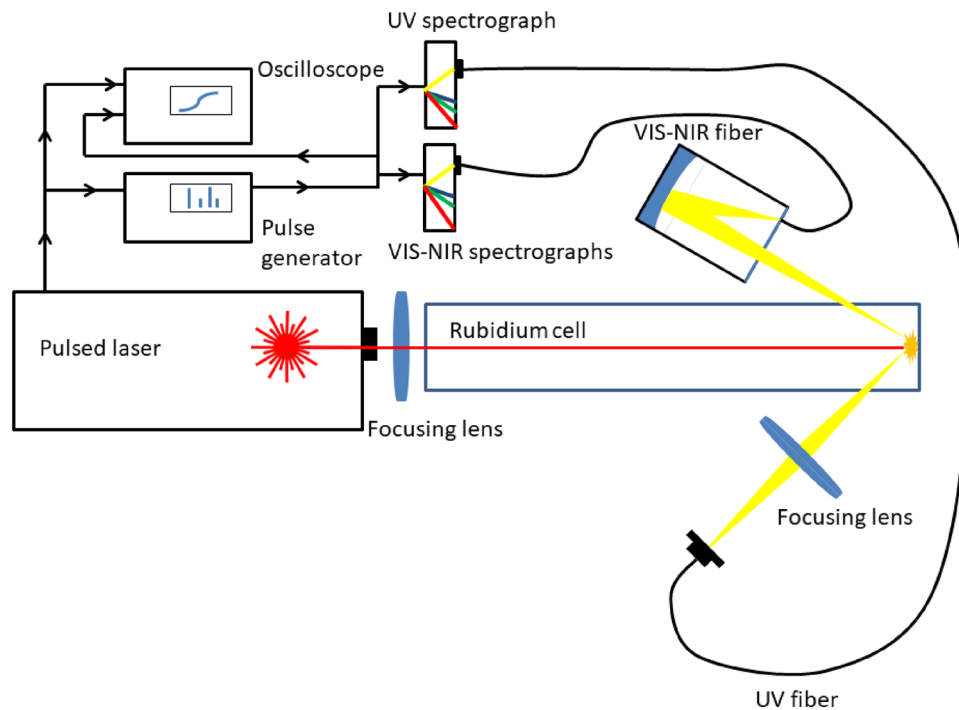 UV spectrograph
Oscilloscope
VIS-NIR fiber
Pulse
generator
VIS-NIR spectrographs
Pulsed laser
Rubidium cell
Focusing lens
Focusing lens
UV fiber